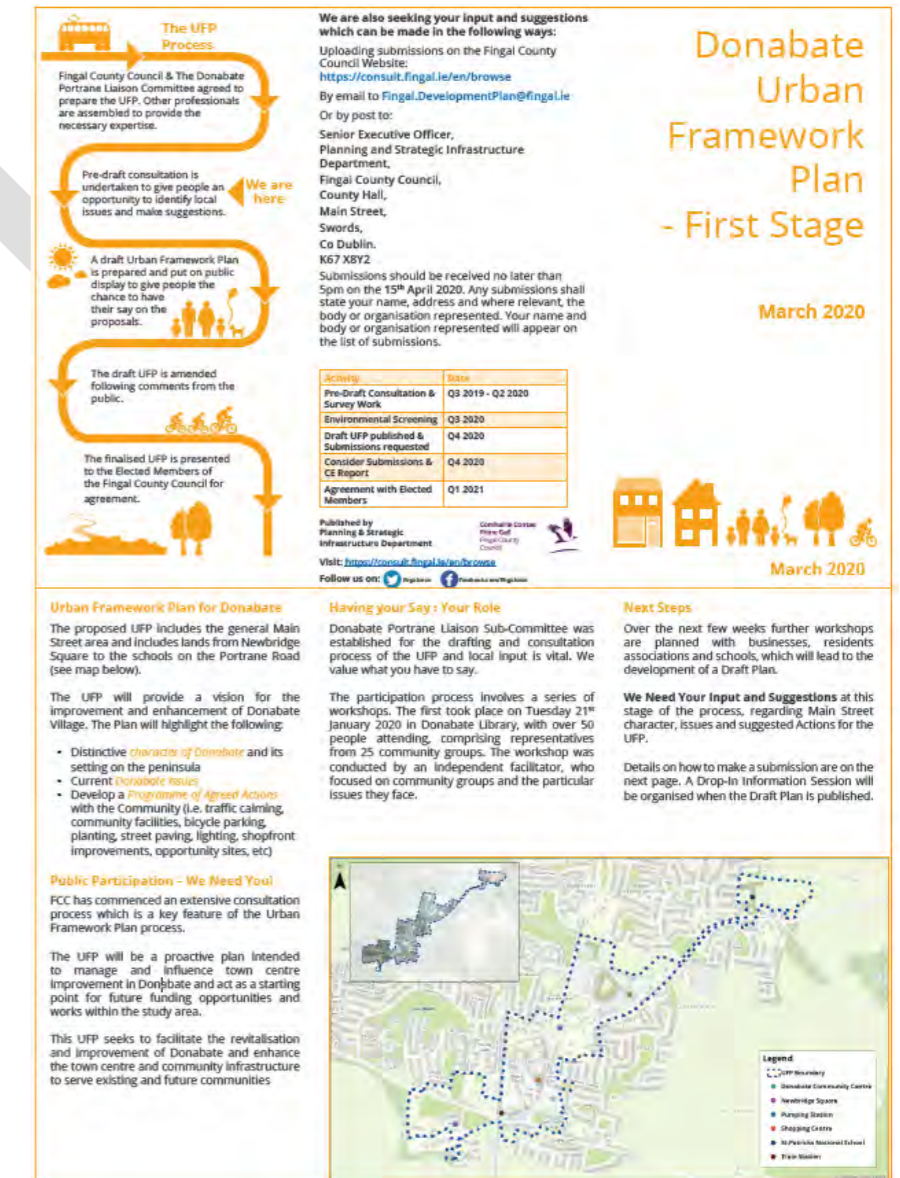 The UFP
Process
Fingal County Council & The Donabate
Portrane Liaison Committee agreed to
prepare the UFP. Other professionals
are assembled to provide the
necessary expertise.
Pre-draft consultation is
undertaken to give people an
opportunity to identify local
issues and make suggestions.
We are
here
A draft Urban Framework Plan
is prepared and put on public
display to give people the
chance to have
their say on the
proposals.
The draft UFP is amended
following comments from the
public.
The finalised UFP is presented
to the Elected Members of
the Fingal County Council for
agreement.
We are also seeking your input and suggestions
which can be made in the following ways:
Uploading submissions on the Fingal County
Council Website:
https://consult.fingal.ie/en/browse
By email to Fingal.DevelopmentPlan@fingal.ie
Or by post to:
Senior Executive Officer,
Planning and Strategic Infrastructure
Department,
Fingal County Council,
County Hall,
Main Street,
Swords,
Co Dublin.
K67 X8Y2
Submissions should be received no later than
5pm on the 15th April 2020. Any submissions shall
state your name, address and where relevant, the
body or organisation represented. Your name and
body or organisation represented will appear on
the list of submissions.
Activity Date
Pre-Draft Consultation & Q3 2019 - Q2 2020
Survey Work
Environmental Screening Q3 2020
Draft UFP published & Q4 2020
Submissions requested
Consider Submissions & Q4 2020
CE Report
Agreement with Elected Q1 2021
Members
Published by
Planning & Strategic
Infrastructure Department
Comhairle Contae
Fhine Gall
Fingal County
Council
Visit: https://consult.fingal.ie/en/browse
Follow us on:
Donabate
Urban
Framework
Plan
- First Stage
March 2020
March 2020
Urban Framework Plan for Donabate
The proposed UFP includes the general Main
Street area and includes lands from Newbridge
Square to the schools on the Portrane Road
(see map below).
The UFP will provide a vision for the
improvement and enhancement of Donabate
Village. The Plan will highlight the following:
• Distinctive character of Donabate and its
setting on the peninsula
• Current Donabate Issues
• Develop a Programme of Agreed Actions
with the Community (i.e. traffic calming,
community facilities, bicycle parking,
planting, street paving, lighting, shopfront
improvements, opportunity sites, etc)
Public Participation – We Need You!
FCC has commenced an extensive consultation
process which is a key feature of the Urban
Framework Plan process.
The UFP will be a proactive plan intended
to manage and influence town centre
improvement in Donabate and act as a starting
point for future funding opportunities and
works within the study area.
This UFP seeks to facilitate the revitalisation
and improvement of Donabate and enhance
the town centre and community infrastructure
to serve existing and future communities
Having your Say : Your Role
Donabate Portrane Liaison Sub-Committee was
established for the drafting and consultation
process of the UFP and local input is vital. We
value what you have to say.
The participation process involves a series of
workshops. The first took place on Tuesday 21st
January 2020 in Donabate Library, with over 50
people attending, comprising representatives
from 25 community groups. The workshop was
conducted by an independent facilitator, who
focused on community groups and the particular
issues they face.
Next Steps
Over the next few weeks further workshops
are planned with businesses, residents
associations and schools, which will lead to the
development of a Draft Plan.
We Need Your Input and Suggestions at this
stage of the process, regarding Main Street
character, issues and suggested Actions for the
UFP.
Details on how to make a submission are on the
next page. A Drop-In Information Session will
be organised when the Draft Plan is published.
Legend
UFP Boundary
Donabate Community Centre
Newbridge Square
Pumping Station
Shopping Centre
St.Patricks National School
Train Station